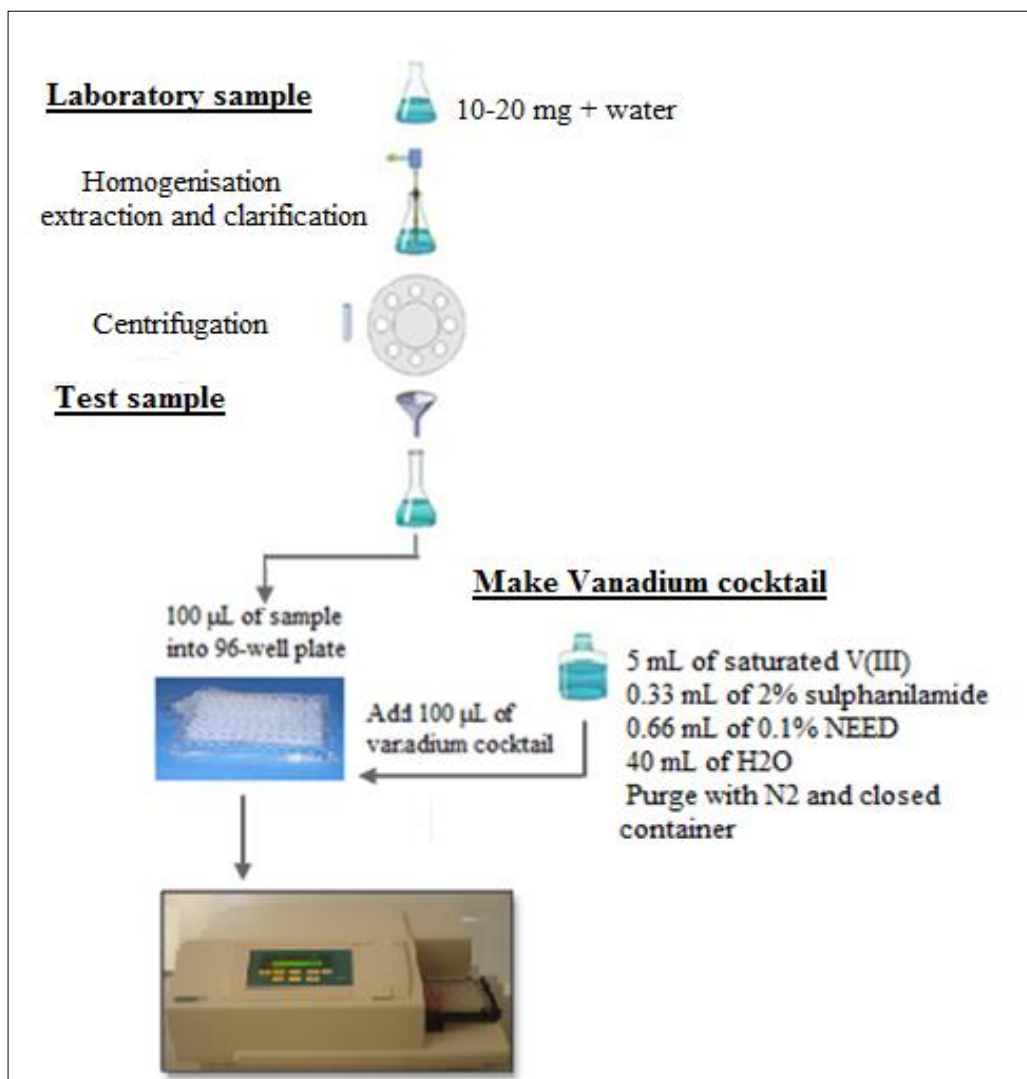 Laboratory sample
10-20 mg + water
Homogenisation
extraction and clarification
Centrifugation
Test sample
Make Vanadium cocktail
100 µL of sample
into 96-well plate
5 mL of saturated V(III)
0.33 mL of 2% sulphanilamide
0.66 mL of 0.1% NEED
40 mL of H2O
Purge with N2 and closed
container
Add 100 µL of
vanadium cocktail